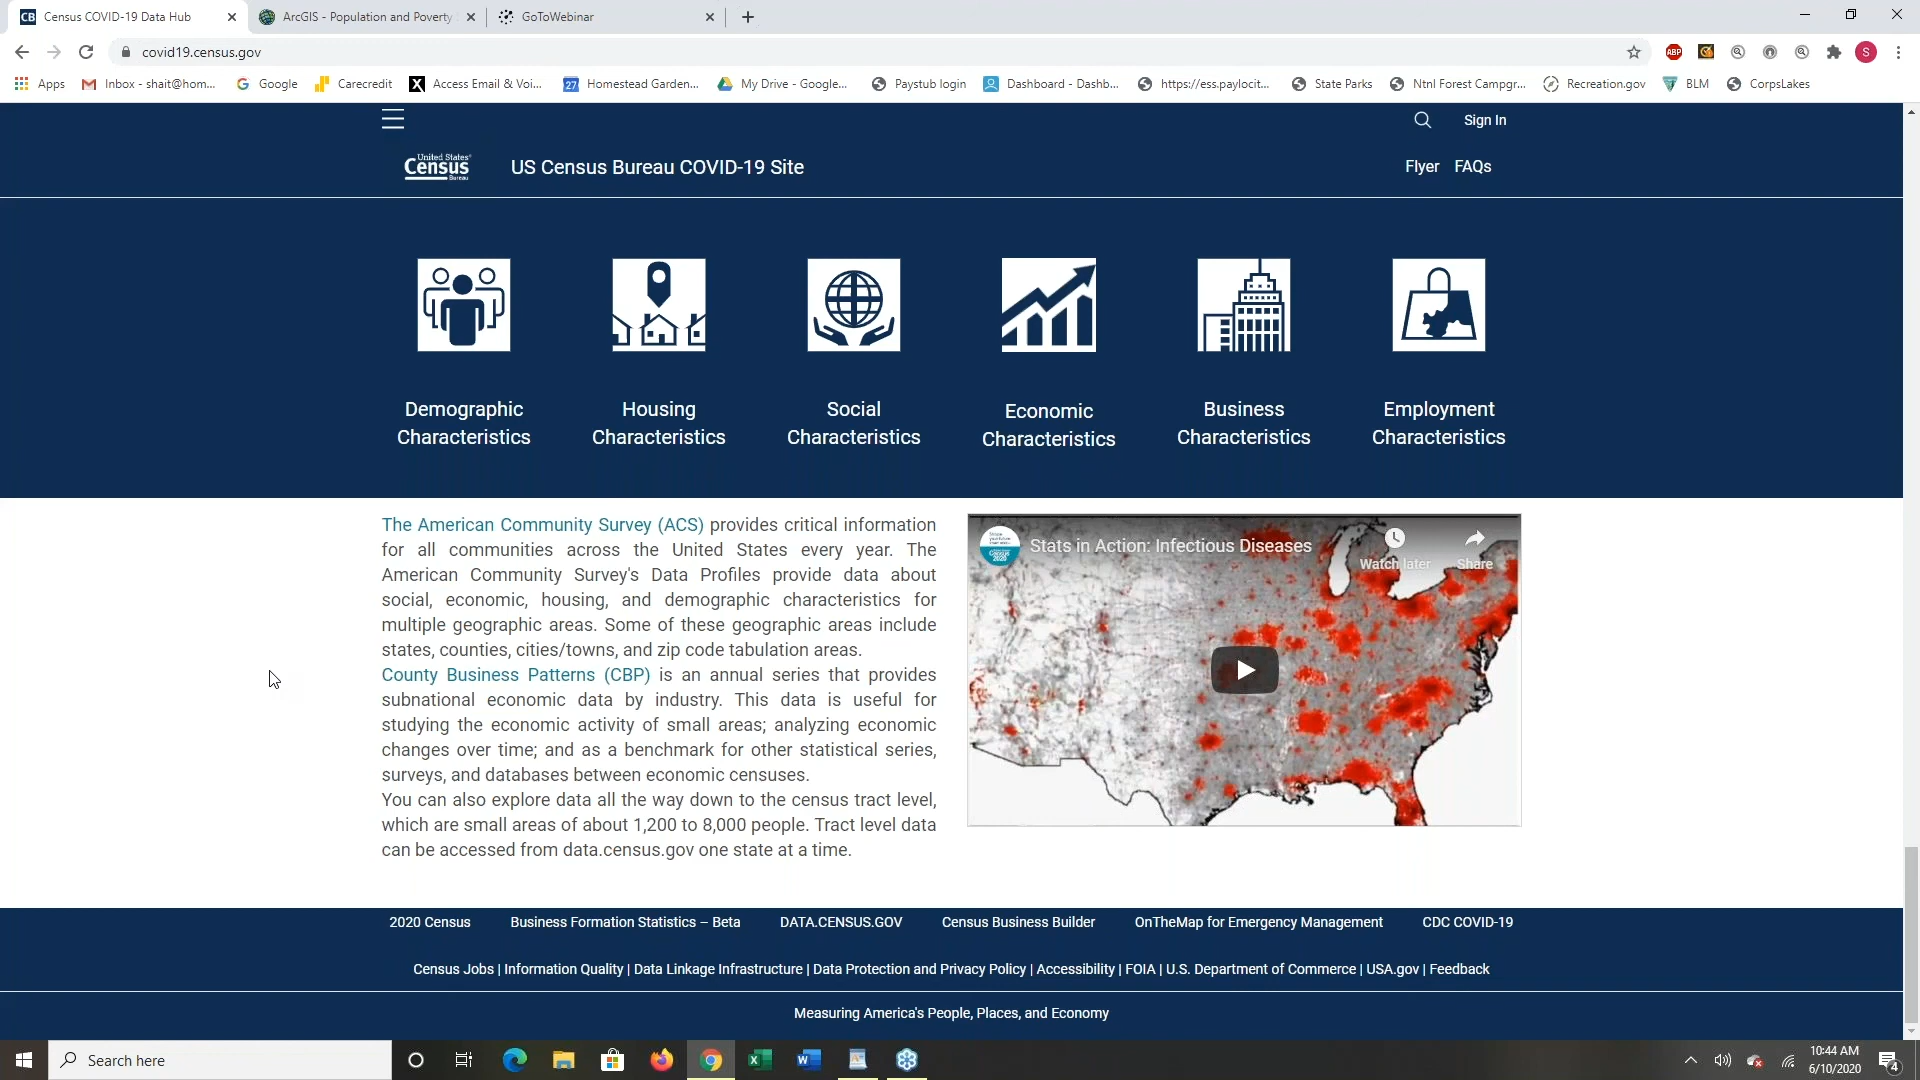 CB Census COVID-19 Data Hub
ArcGIS - Population and Poverty
GoToWebinar
covid19.census.gov
ABP
S
Apps
Inbox - shait@hom...
Google
Carecredit
X Access Email & Voi...
27 Homestead Garden...
My Drive - Google...
Paystub login
Dashboard - Dashb...
https://ess.paylocit...
State Parks
Ntnl Forest Campgr...
Recreation.gov
BLM
CorpsLakes
Sign In
United States®
Census
Bureau
US Census Bureau COVID-19 Site
Flyer FAQs
Demographic
Characteristics
Housing
Characteristics
Social
Characteristics
Economic
Characteristics
Business
Characteristics
Employment
Characteristics
The American Community Survey (ACS) provides critical information
for all communities across the United States every year. The
American Community Survey's Data Profiles provide data about
social, economic, housing, and demographic characteristics for
multiple geographic areas. Some of these geographic areas include
states, counties, cities/towns, and zip code tabulation areas.
County Business Patterns (CBP) is an annual series that provides
subnational economic data by industry. This data is useful for
studying the economic activity of small areas; analyzing economic
changes over time; and as a benchmark for other statistical series,
surveys, and databases between economic censuses.
You can also explore data all the way down to the census tract level,
which are small areas of about 1,200 to 8,000 people. Tract level data
can be accessed from data.census.gov one state at a time.
Stats in Action: Infectious Diseases
Watch later
Share
2020 Census
Business Formation Statistics – Beta
DATA.CENSUS.GOV
Census Business Builder
OnTheMap for Emergency Management
CDC COVID-19
Census Jobs | Information Quality | Data Linkage Infrastructure | Data Protection and Privacy Policy | Accessibility | FOIA | U.S. Department of Commerce | USA.gov | Feedback
Measuring America's People, Places, and Economy
Search here
10:44 AM
6/10/2020
4